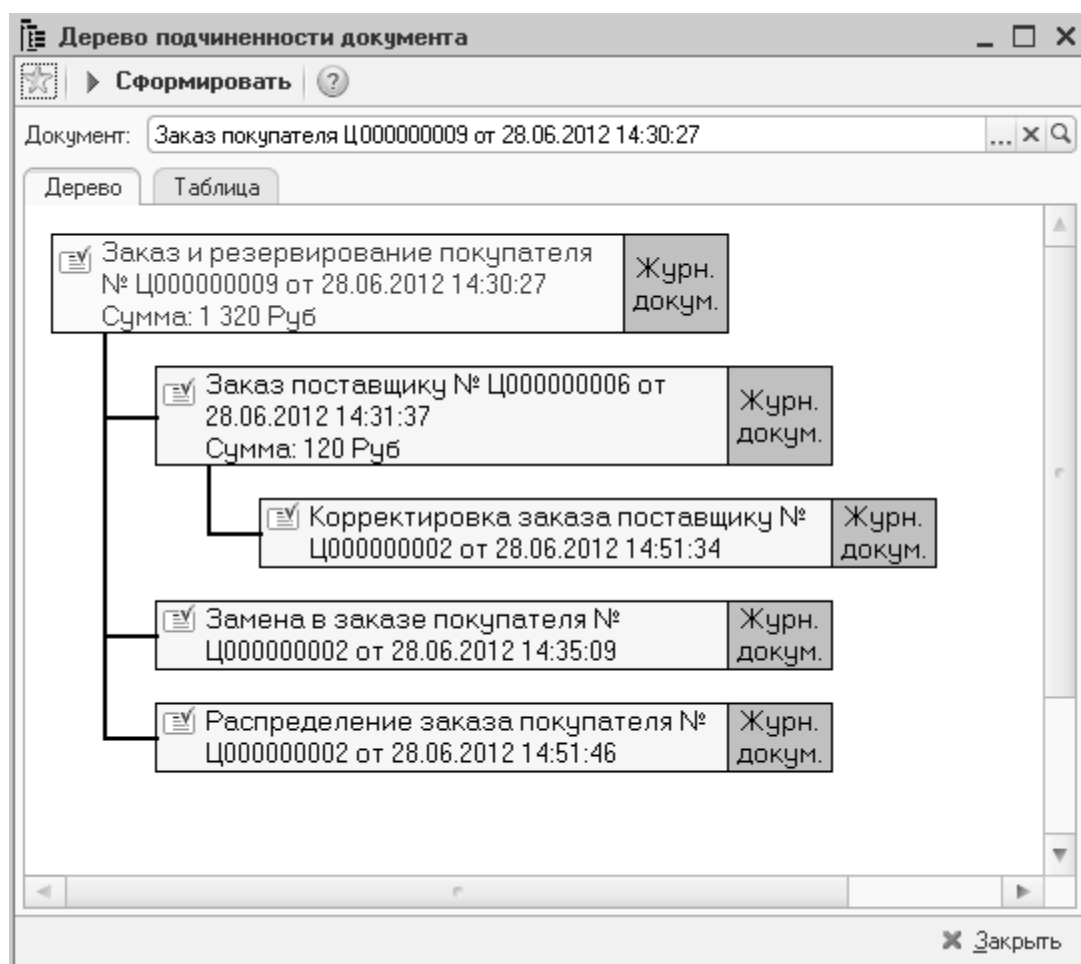 Дерево подчиненности документа
Сформировать
Документ: Заказ покупателя Ц000000009 от 28.06.2012 14:30:27
Дерево Таблица
Заказ и резервирование покупателя
№ Ц000000009 от 28.06.2012 14:30:27
Сумма: 1 320 Руб
Журн.
докум.
Заказ поставщику № Ц000000006 от
28.06.2012 14:31:37
Сумма: 120 Руб
Журн.
докум.
Корректировка заказа поставщику №
Ц000000002 от 28.06.2012 14:51:34
Журн.
докум.
Замена в заказе покупателя №
Ц000000002 от 28.06.2012 14:35:09
Журн.
докум.
Распределение заказа покупателя №
Ц000000002 от 28.06.2012 14:51:46
Журн.
докум.
Закрыть